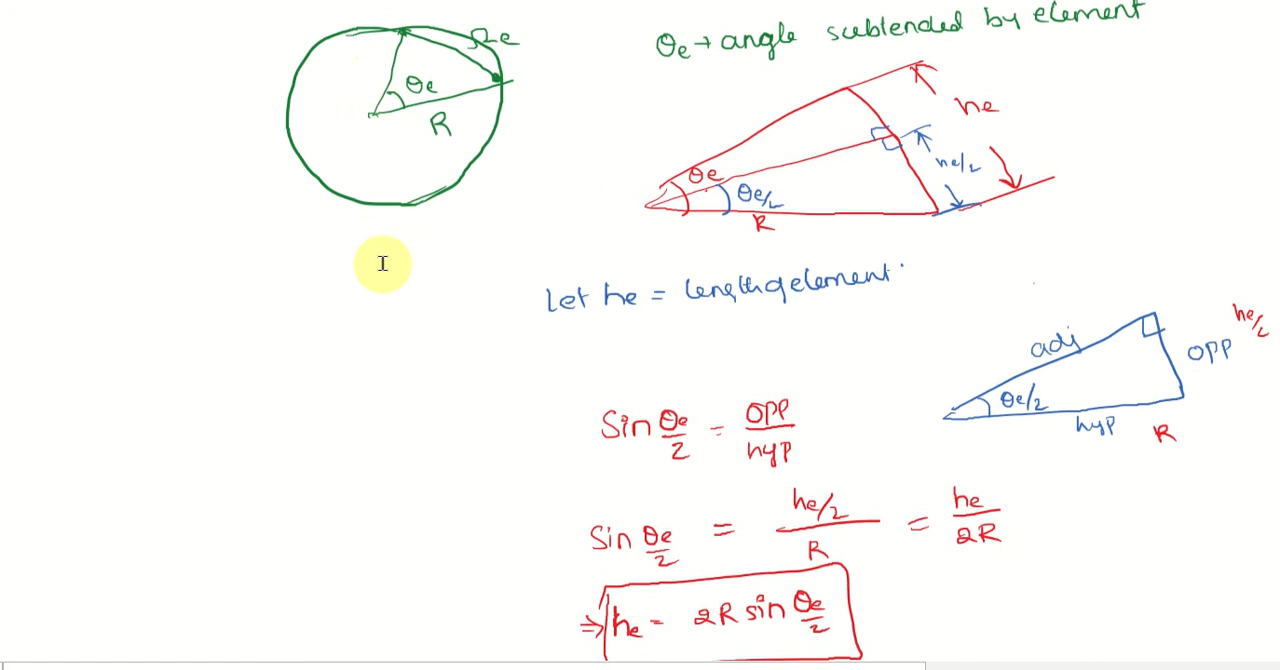 Ωe
θe
R
θe → angle subtended by element
he
he/2
θe
θe/2
R
Let he = length of element
adj
opp
he/2
θe/2
hyp
R
Sin θe/2 = opp/hyp
Sin θe/2 = he/2/R = he/2R
⇒ he = 2R sin θe/2